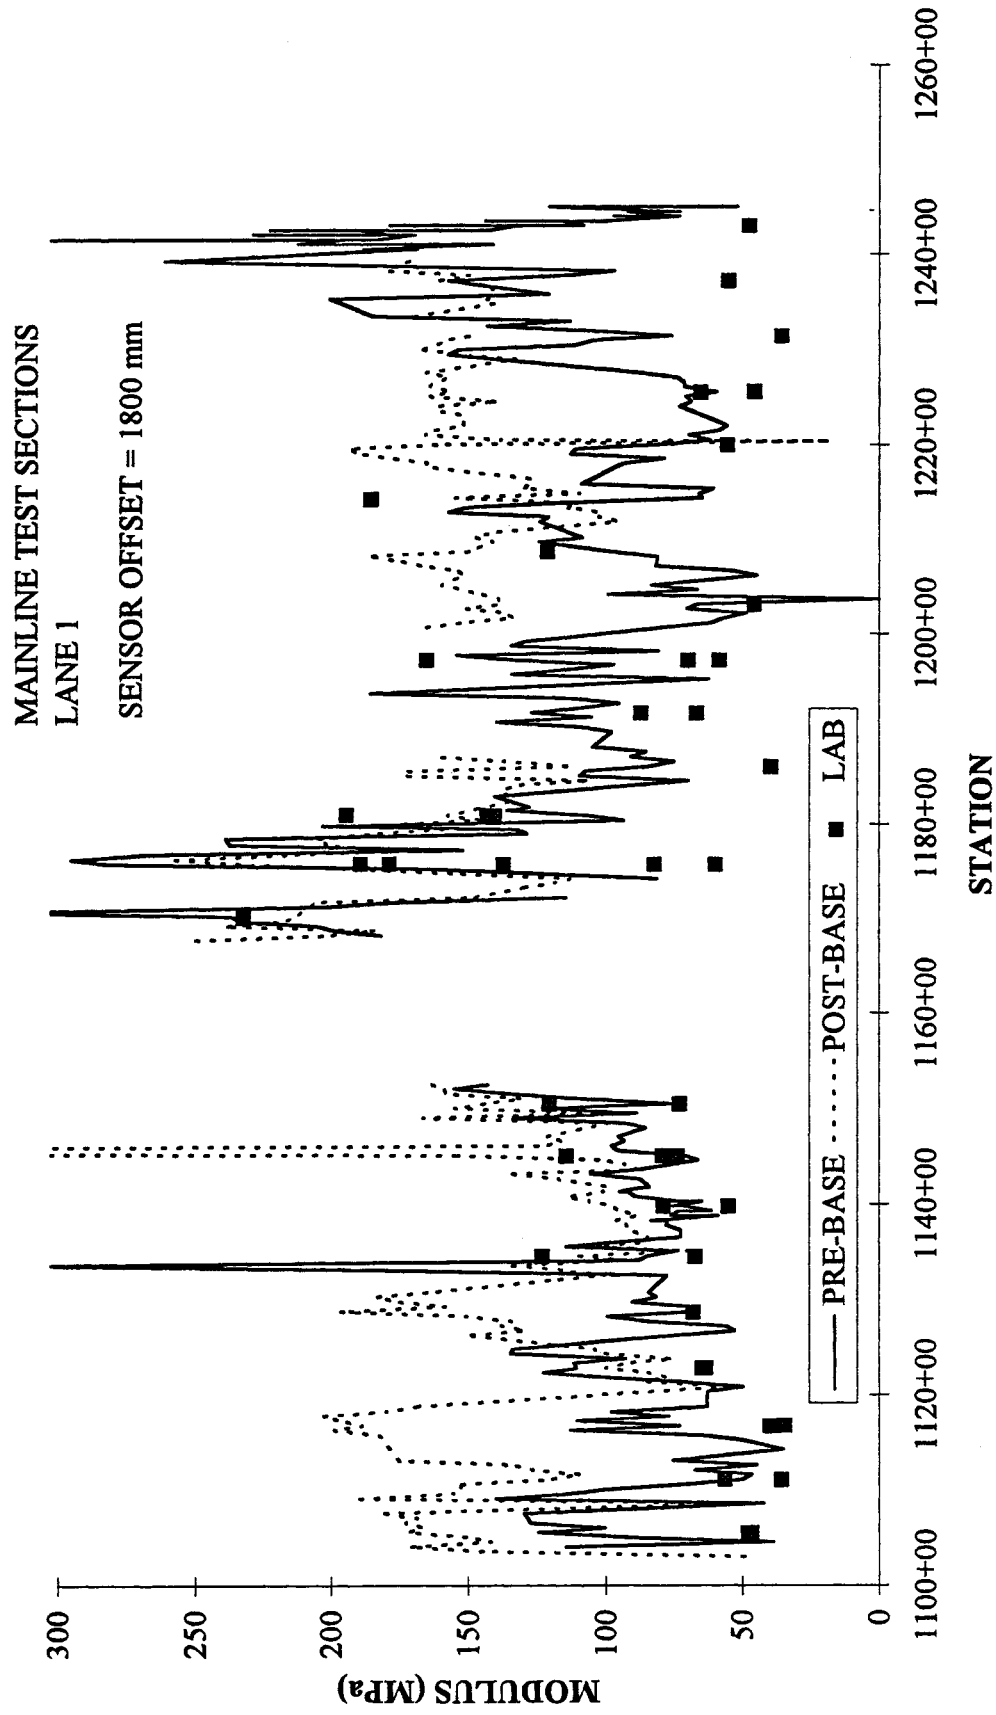 MAINLINE TEST SECTIONS
LANE 1
SENSOR OFFSET = 1800 mm
MODULUS (MPa)
300
250
200
150
100
50
0
1100+00
1120+00
1140+00
1160+00
1180+00
1200+00
1220+00
1240+00
1260+00
PRE-BASE POST-BASE LAB
STATION